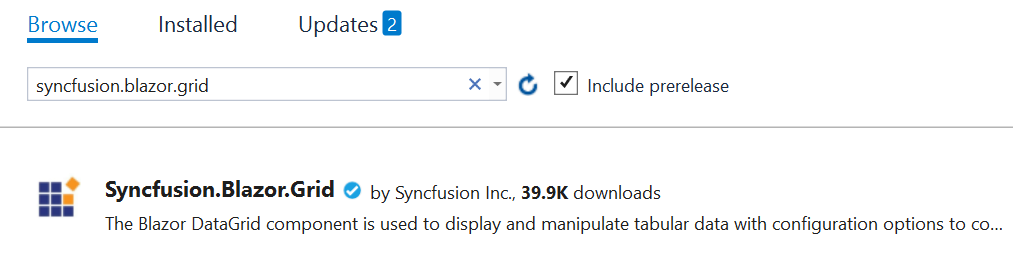 Browse Installed Updates 2
syncfusion.blazor.grid Include prerelease
Syncfusion.Blazor.Grid by Syncfusion Inc., 39.9K downloads
The Blazor DataGrid component is used to display and manipulate tabular data with configuration options to co...